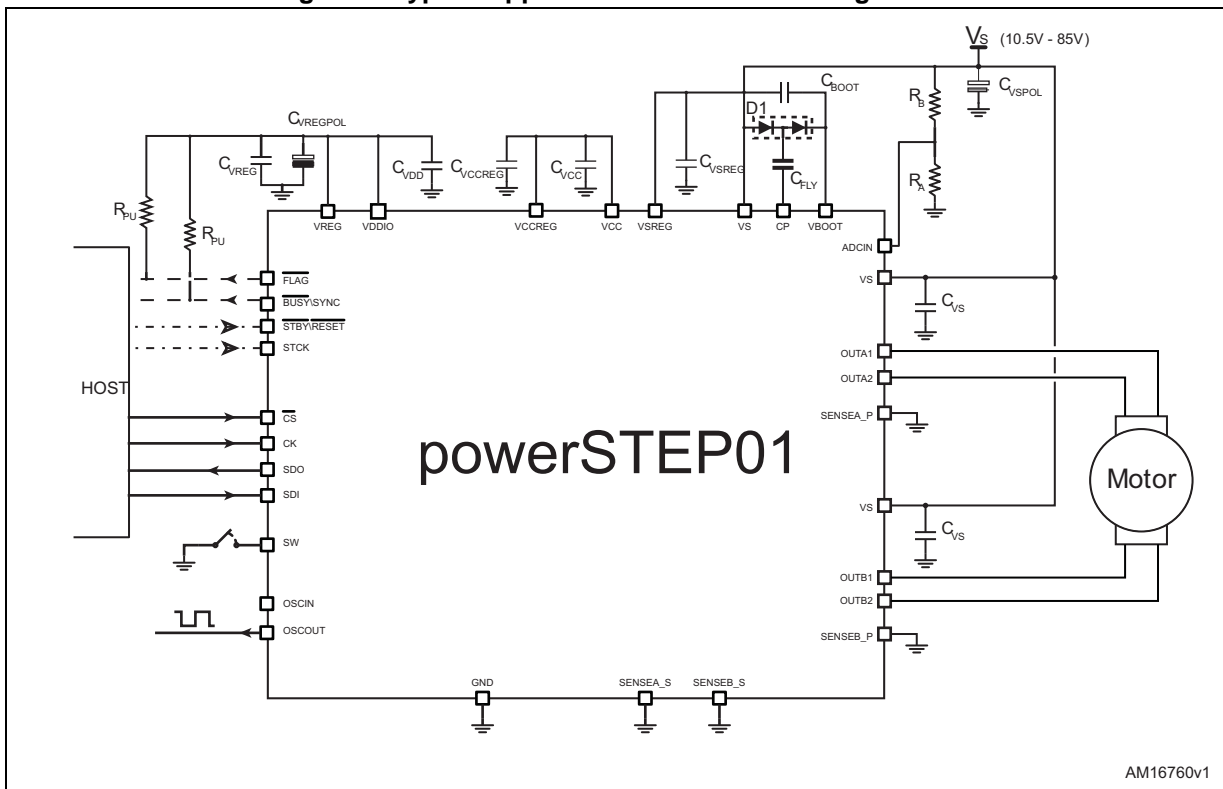 VS (10.5V - 85V)
CBOOT
CVSPOL
RB
D1
CVREGPOL
CVREG
CVDD
CVCCREG
CVCC
CVSREG
CFLY
RA
RPU
RPU
VREG
VDDIO
VCCREG
VCC
VSREG
VS
CP
VBOOT
ADCIN
FLAG
VS
BUSY\SYNC
CVS
STBY\RESET
STCK
OUTA1
HOST
OUTA2
CS
SENSEA_P
CK
powerSTEP01
SDO
Motor
SDI
VS
SW
CVS
OUTB1
OSCIN
OUTB2
OSCOUT
SENSEB_P
GND
SENSEA_S
SENSEB_S
AM16760v1